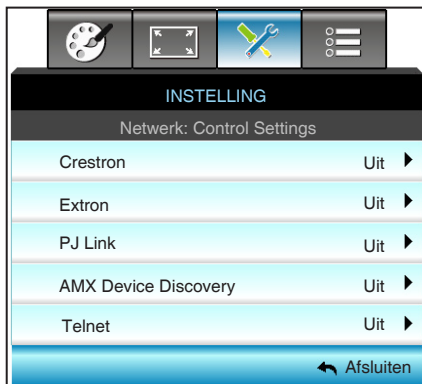 INSTELLING
Netwerk: Control Settings
Crestron Uit
Extron Uit
PJ Link Uit
AMX Device Discovery Uit
Telnet Uit
Afsluiten